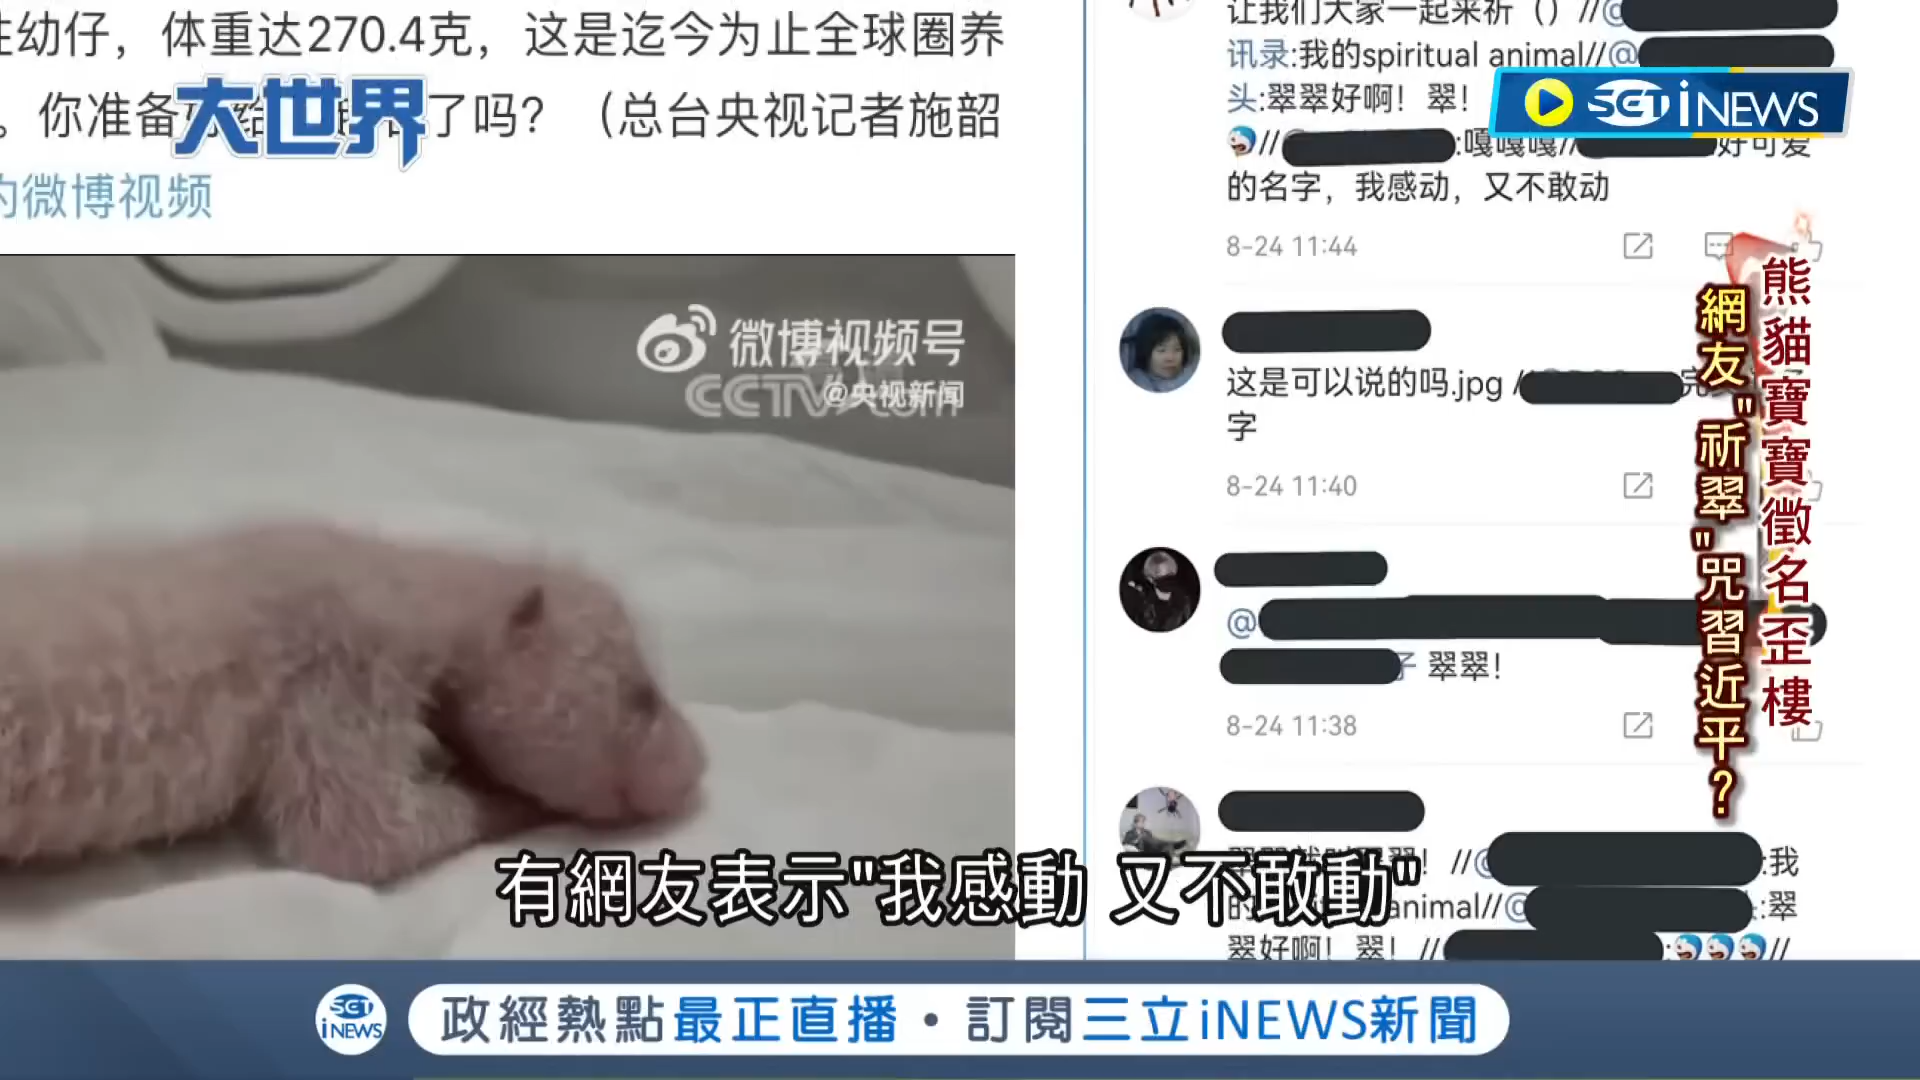 性幼仔，体重达270.4克，这是迄今为止全球圈养
。你准备
了吗？（总台央视记者施韶
的微博视频
大世界
微博视频号
CCTV.com
@央视新闻
让我们大家一起来祈（）//@
讯录:我的spiritual animal//@
头:翠翠好啊！翠！
//
:嘎嘎嘎//
好可爱
的名字，我感动，又不敢动
8-24 11:44
这是可以说的吗.jpg /
字
8-24 11:40
@
子 翠翠！
8-24 11:38
！//@
:我
animal//@
:翠
翠好啊！翠！//
://
SET iNEWS
熊貓寶寶徵名歪樓
網友"祈翠"咒習近平？
有網友表示"我感動 又不敢動"
SET iNEWS
政經熱點最正直播・訂閱三立iNEWS新聞